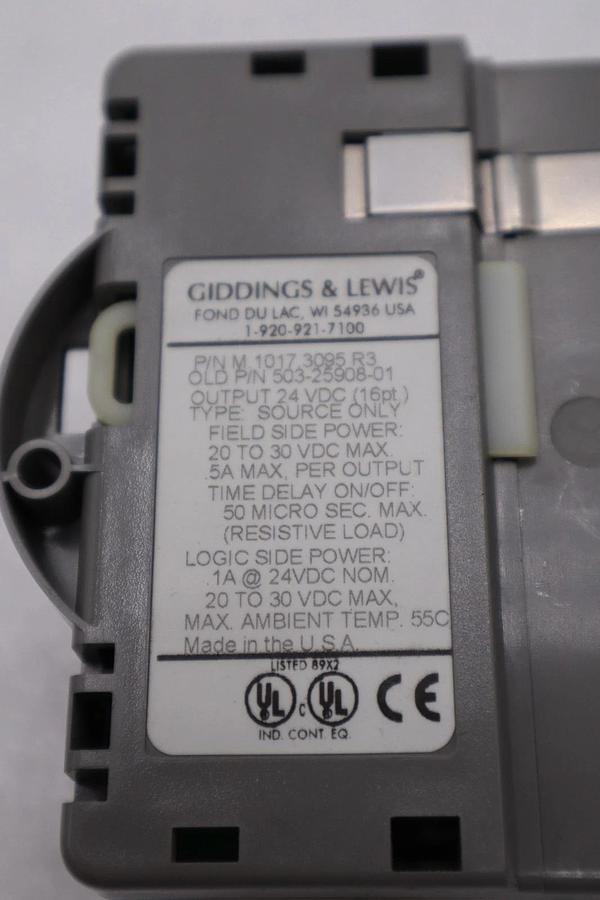 GIDDINGS & LEWIS®
FOND DU LAC, WI 54936 USA
1-920-921-7100
P/N M 1017 3095 R3
OLD P/N 503-25908-01
OUTPUT 24 VDC (16pt.)
TYPE: SOURCE ONLY
FIELD SIDE POWER:
20 TO 30 VDC MAX.
.5A MAX, PER OUTPUT
TIME DELAY ON/OFF:
50 MICRO SEC. MAX.
(RESISTIVE LOAD)
LOGIC SIDE POWER:
.1A @ 24VDC NOM.
20 TO 30 VDC MAX,
MAX. AMBIENT TEMP. 55C
Made in the U.S.A.
LISTED 89X2
UL c UL CE
IND. CONT. EQ.